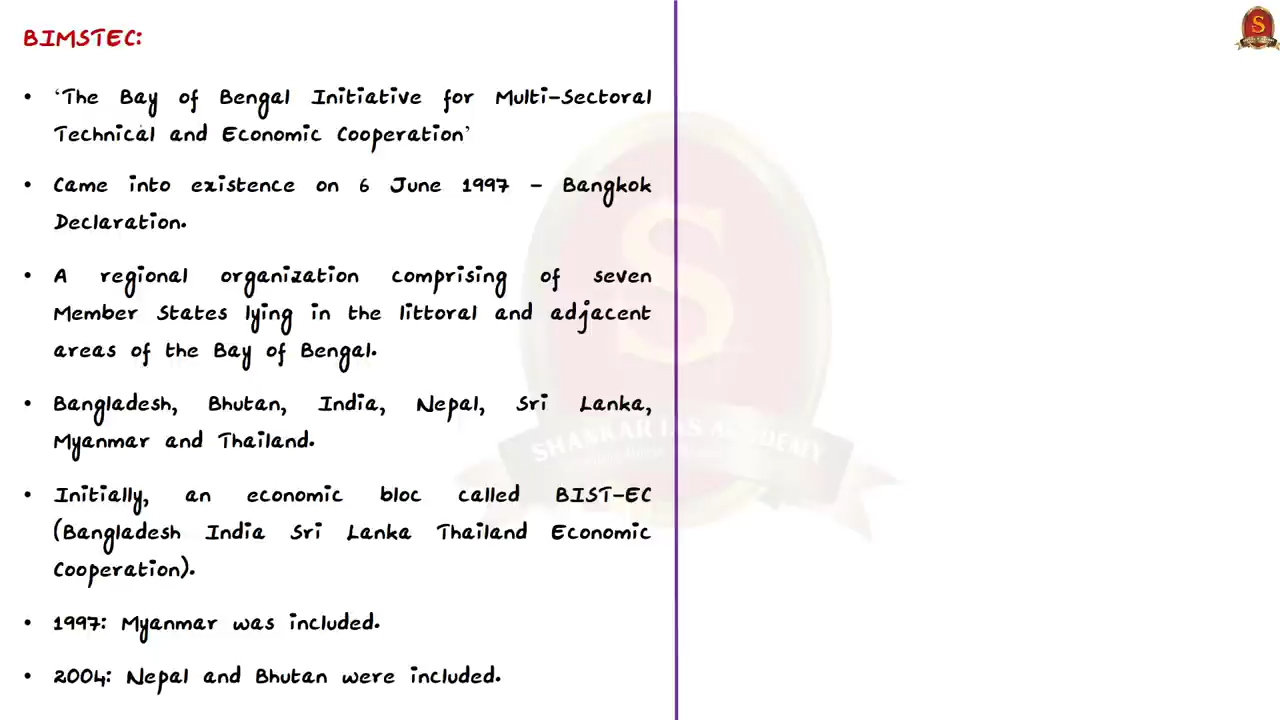 BIMSTEC:
• ‘The Bay of Bengal Initiative for Multi-Sectoral
Technical and Economic Cooperation’
• Came into existence on 6 June 1997 – Bangkok
Declaration.
• A regional organization comprising of seven
Member States lying in the littoral and adjacent
areas of the Bay of Bengal.
• Bangladesh, Bhutan, India, Nepal, Sri Lanka,
Myanmar and Thailand.
• Initially, an economic bloc called BIST-EC
(Bangladesh India Sri Lanka Thailand Economic
Cooperation).
• 1997: Myanmar was included.
• 2004: Nepal and Bhutan were included.
S
SHANKAR IAS ACADEMY
S